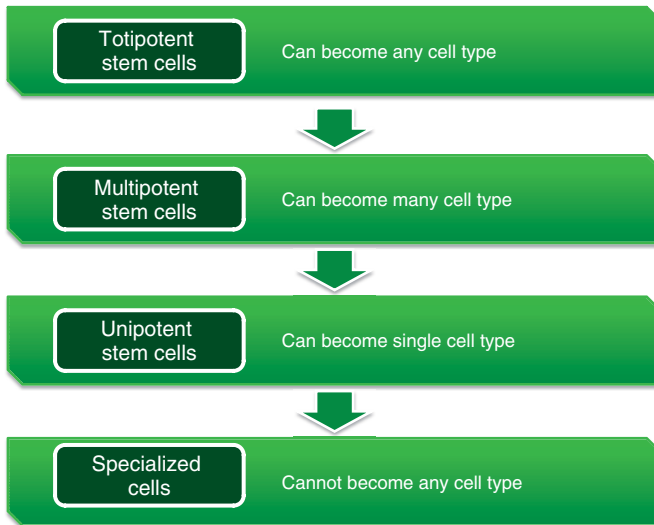 Totipotent
stem cells
Can become any cell type
Multipotent
stem cells
Can become many cell type
Unipotent
stem cells
Can become single cell type
Specialized
cells
Cannot become any cell type